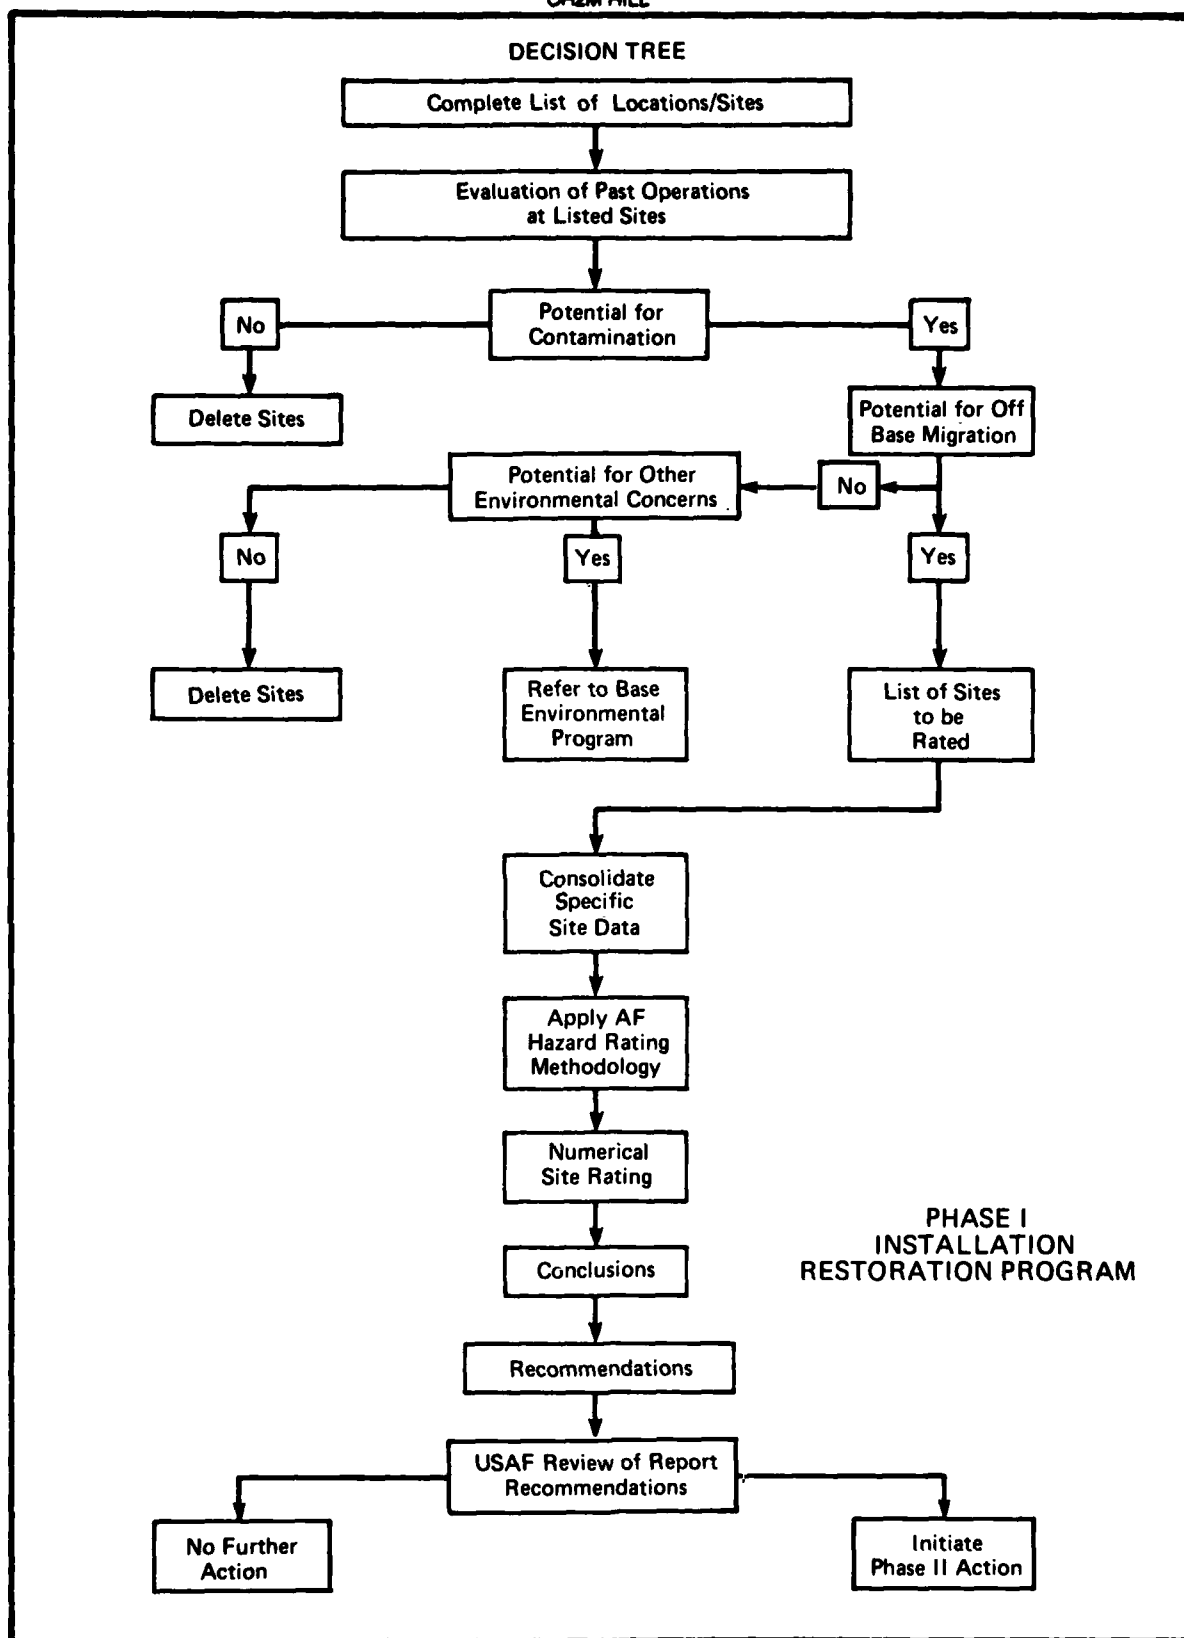 CH2M HILL
DECISION TREE
Complete List of Locations/Sites
Evaluation of Past Operations
at Listed Sites
No
Potential for
Contamination
Yes
Delete Sites
Potential for Off
Base Migration
Potential for Other
Environmental Concerns
No
No
Yes
Yes
Delete Sites
Refer to Base
Environmental
Program
List of Sites
to be
Rated
Consolidate
Specific
Site Data
Apply AF
Hazard Rating
Methodology
Numerical
Site Rating
PHASE I
INSTALLATION
RESTORATION PROGRAM
Conclusions
Recommendations
USAF Review of Report
Recommendations
No Further
Action
Initiate
Phase II Action